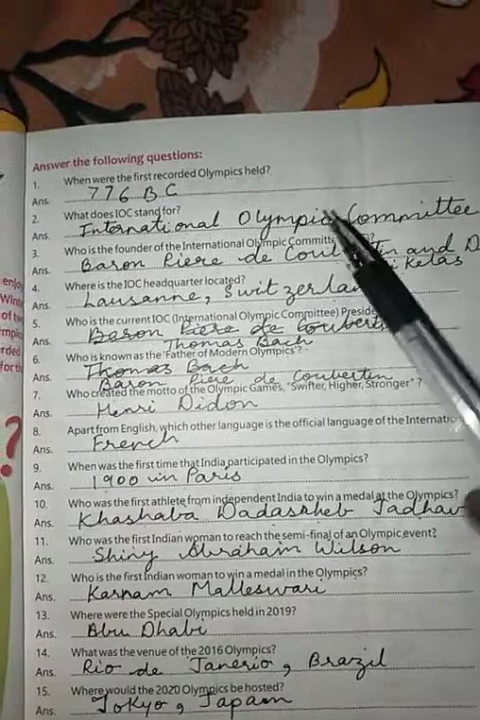 Answer the following questions:
1. When were the first recorded Olympics held?
Ans. 776 BC
2. What does IOC stand for?
Ans. International Olympic Committee
3. Who is the founder of the International Olympic Committe
Ans. Baron Piere de and D
Kelas
4. Where is the IOC headquarter located?
Ans. Lausanne, Switzerlan
5. Who is the current IOC (International Olympic Committee) Preside
Ans. Baron Piere de Couberti
Thomas Bach
6. Who is known as the 'Father of Modern Olympics'?
Ans. Thomas Bach
Baron Piere de Coubertin
7. Who created the motto of the Olympic Games, "Swifter, Higher, Stronger" ?
Ans. Henri Didon
8. Apart from English, which other language is the official language of the Internatio
Ans. French
9. When was the first time that India participated in the Olympics?
Ans. 1900 in Paris
10. Who was the first athlete from independent India to win a medal at the Olympics?
Ans. Khashaba Dadasaheb Jadhav
11. Who was the first Indian woman to reach the semi-final of an Olympic event?
Ans. Shiny Abraham Wilson
12. Who is the first Indian woman to win a medal in the Olympics?
Ans. Karnam Malleswari
13. Where were the Special Olympics held in 2019?
Ans. Abu Dhabi
14. What was the venue of the 2016 Olympics?
Ans. Rio de Janerio, Brazil
15. Where would the 2020 Olympics be hosted?
Ans. Tokyo, Japam